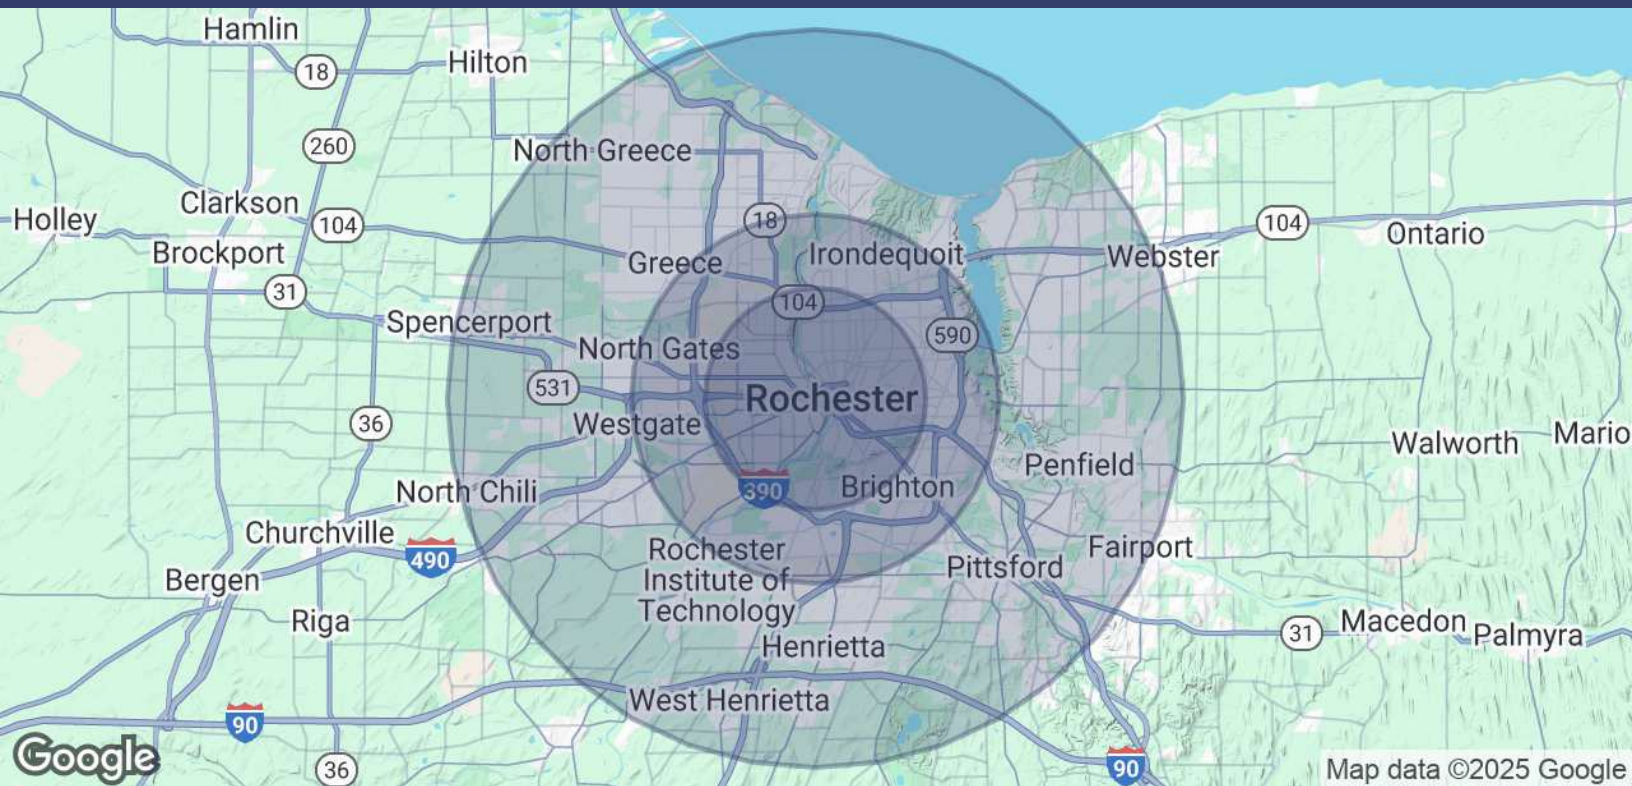 Hamlin
18
Hilton
260
North Greece
Clarkson
Holley
104
18
104
Ontario
Brockport
Greece
Irondequoit
Webster
31
104
Spencerport
590
North Gates
531
Rochester
36
Westgate
Walworth
Mario
Penfield
North Chili
390
Brighton
Churchville
490
Rochester
Institute of
Technology
Pittsford
Fairport
Bergen
Riga
31
Macedon
Palmyra
Henrietta
West Henrietta
90
Google
36
90
Map data ©2025 Google